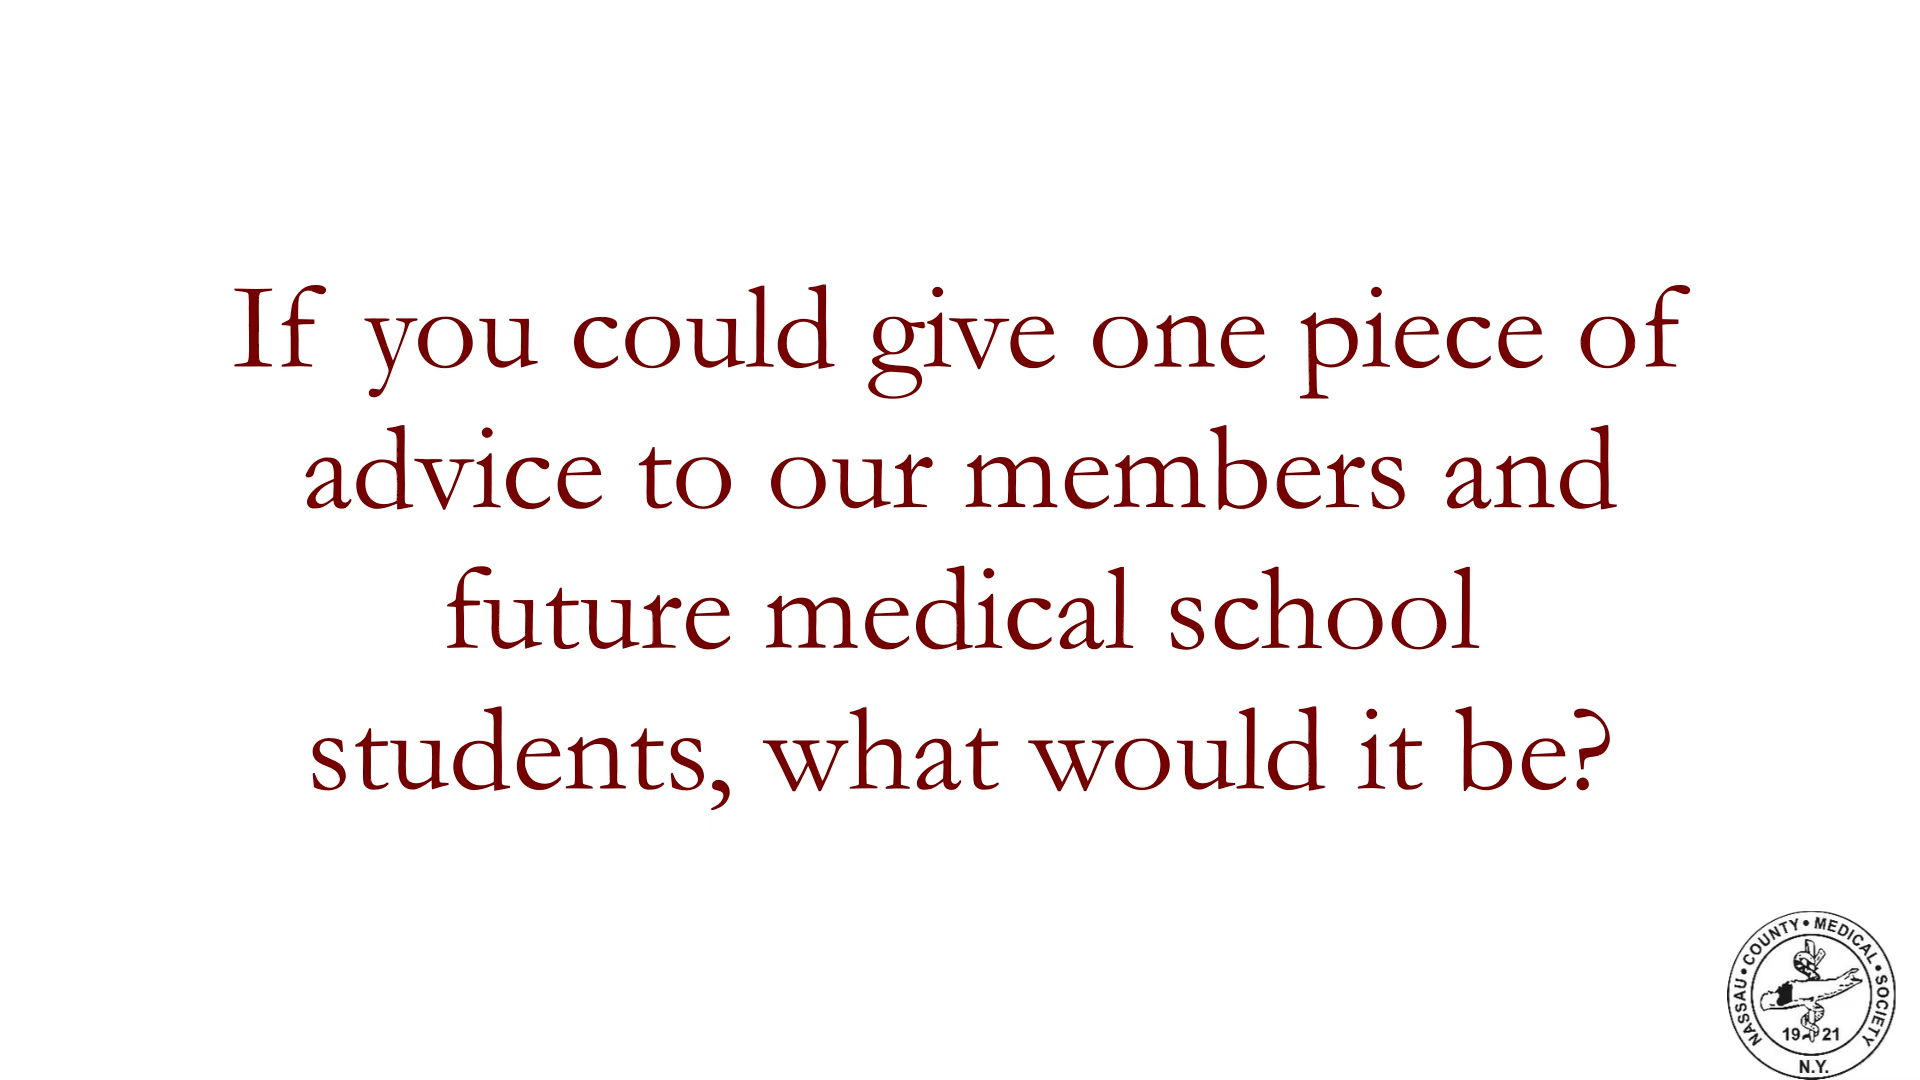 If you could give one piece of
advice to our members and
future medical school
students, what would it be?
NASSAU • COUNTY • MEDICAL • SOCIETY
19 21
N.Y.